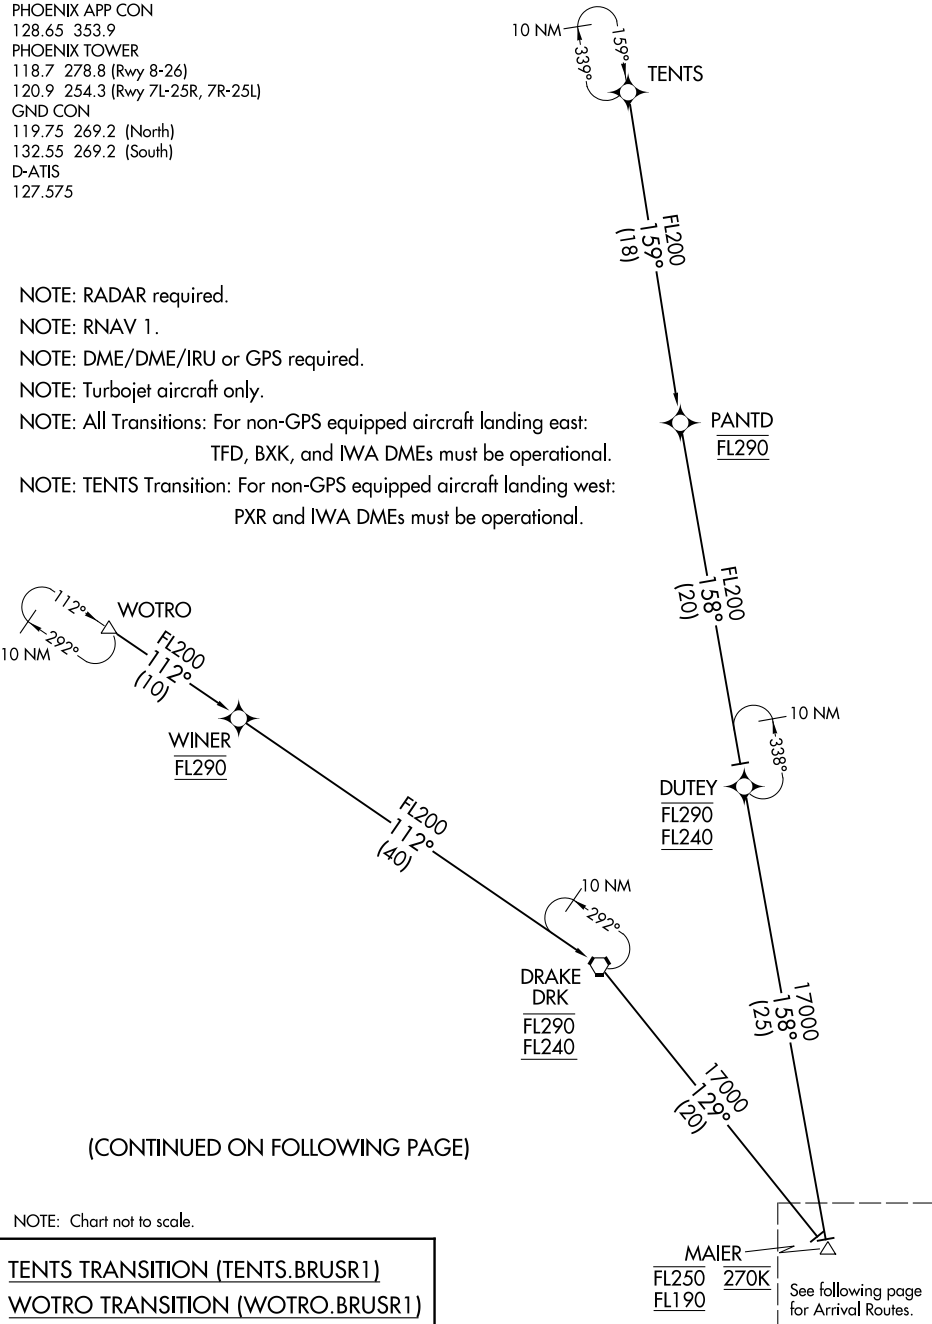 PHOENIX APP CON
128.65 353.9
PHOENIX TOWER
118.7 278.8 (Rwy 8-26)
120.9 254.3 (Rwy 7L-25R, 7R-25L)
GND CON
119.75 269.2 (North)
132.55 269.2 (South)
D-ATIS
127.575
10 NM
159°
339°
TENTS
FL200
159°
(18)
NOTE: RADAR required.
NOTE: RNAV 1.
NOTE: DME/DME/IRU or GPS required.
NOTE: Turbojet aircraft only.
NOTE: All Transitions: For non-GPS equipped aircraft landing east:
TFD, BXK, and IWA DMEs must be operational.
NOTE: TENTS Transition: For non-GPS equipped aircraft landing west:
PXR and IWA DMEs must be operational.
PANTD
FL290
FL200
158°
(20)
112°
WOTRO
292°
10 NM
FL200
112°
(10)
WINER
FL290
10 NM
338°
DUTEY
FL290
FL240
FL200
112°
(40)
10 NM
292°
DRAKE
DRK
FL290
FL240
17000
158°
(25)
17000
129°
(20)
(CONTINUED ON FOLLOWING PAGE)
NOTE: Chart not to scale.
TENTS TRANSITION (TENTS.BRUSR1)
WOTRO TRANSITION (WOTRO.BRUSR1)
MAIER
FL250 270K
FL190
See following page
for Arrival Routes.